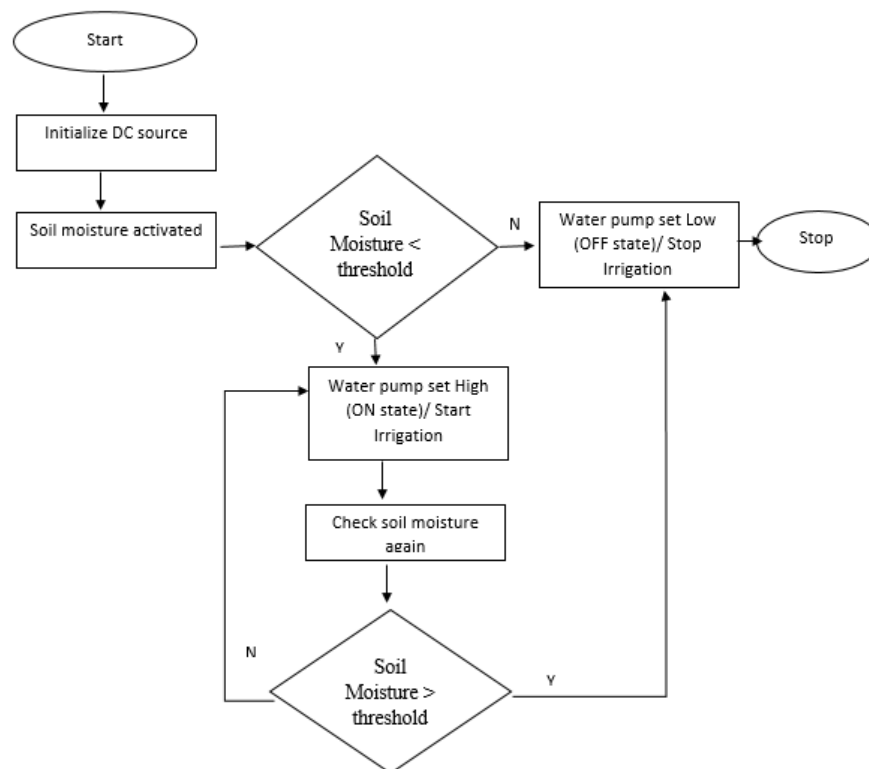 Start
Initialize DC source
Soil moisture activated
Soil
Moisture <
threshold
N
Water pump set Low
(OFF state)/ Stop
Irrigation
Stop
Y
Water pump set High
(ON state)/ Start
Irrigation
Check soil moisture
again
N
Soil
Moisture >
threshold
Y